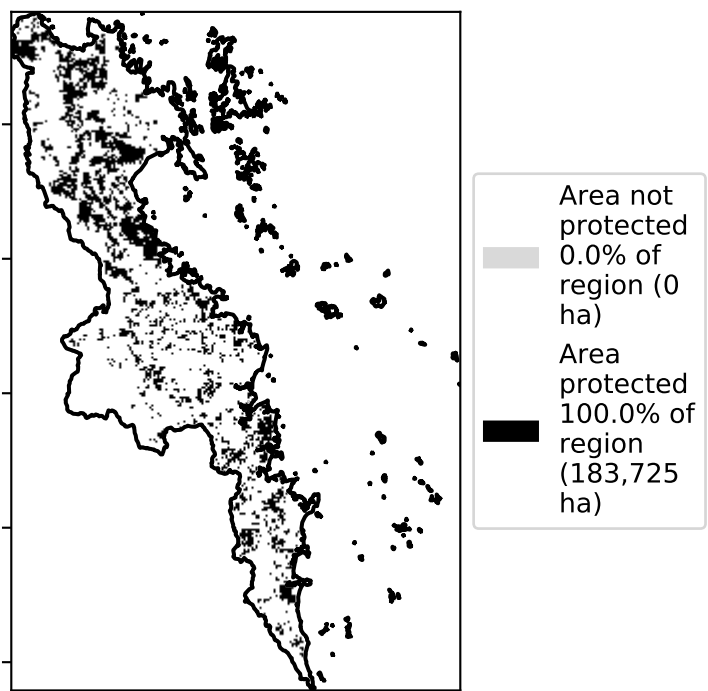 Area not
protected
0.0% of
region (0
ha)
Area
protected
100.0% of
region
(183,725
ha)